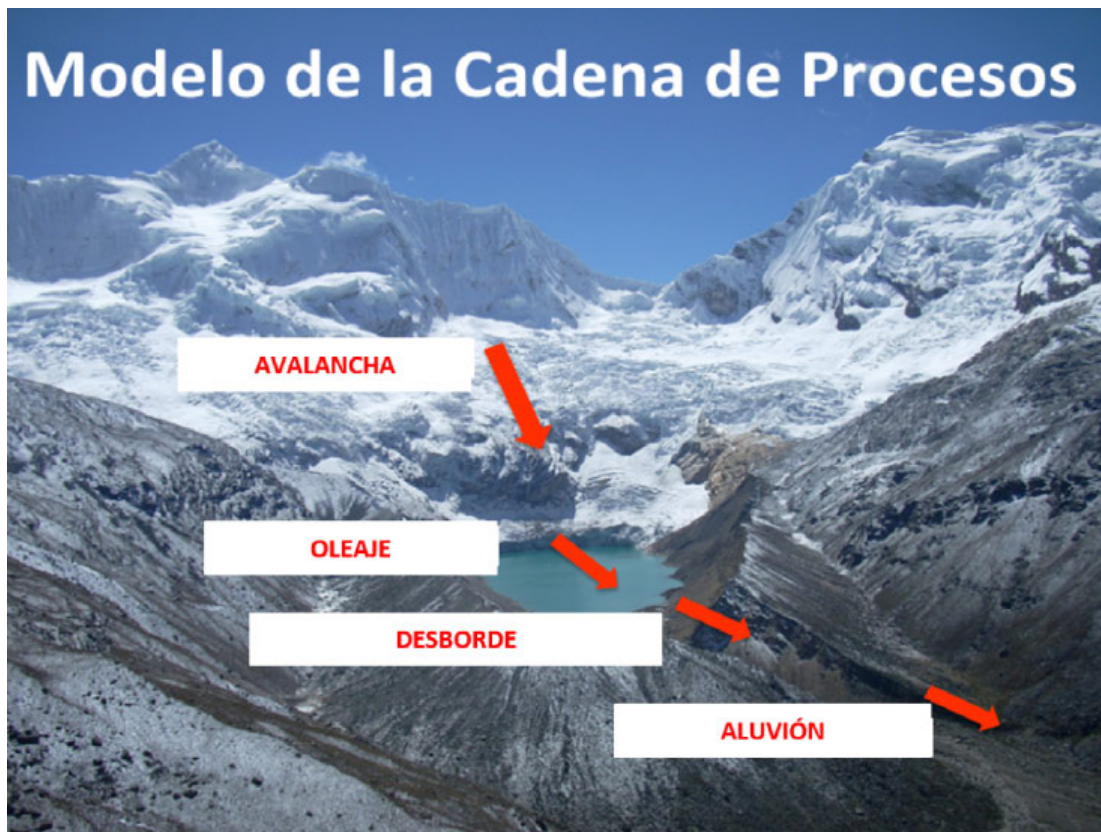 Modelo de la Cadena de Procesos
AVALANCHA
OLEAJE
DESBORDE
ALUVIÓN